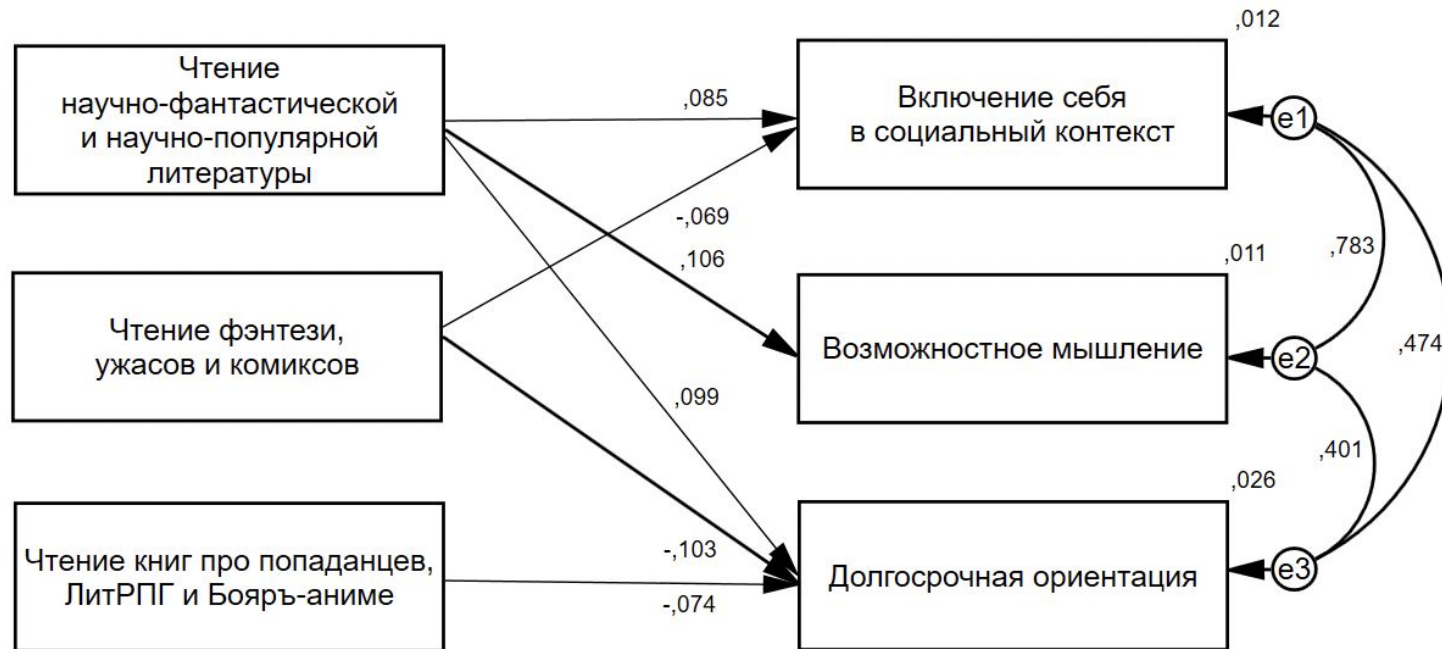 ,012
Чтение
научно-фантастической
и научно-популярной
литературы
,085
Включение себя
в социальный контекст
e1
-,069
,106
,011
,783
Чтение фэнтези,
ужасов и комиксов
Возможностное мышление
e2
,474
,099
,401
,026
Чтение книг про попаданцев,
ЛитРПГ и Бояръ-аниме
-,103
-,074
Долгосрочная ориентация
e3